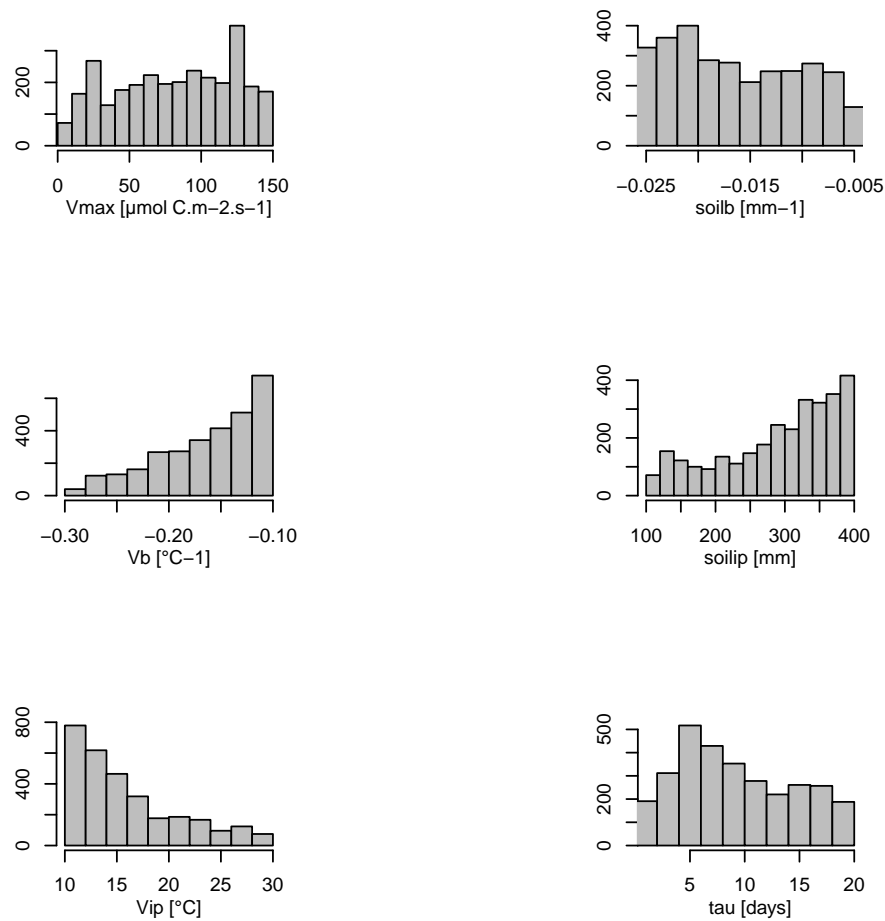 0 200
0 50 100 150
Vmax [µmol C.m−2.s−1]
0 200 400
−0.025 −0.015 −0.005
soilb [mm−1]
0 400
−0.30 −0.20 −0.10
Vb [°C−1]
0 200 400
100 200 300 400
soilip [mm]
0 400 800
10 15 20 25 30
Vip [°C]
0 200 500
5 10 15 20
tau [days]